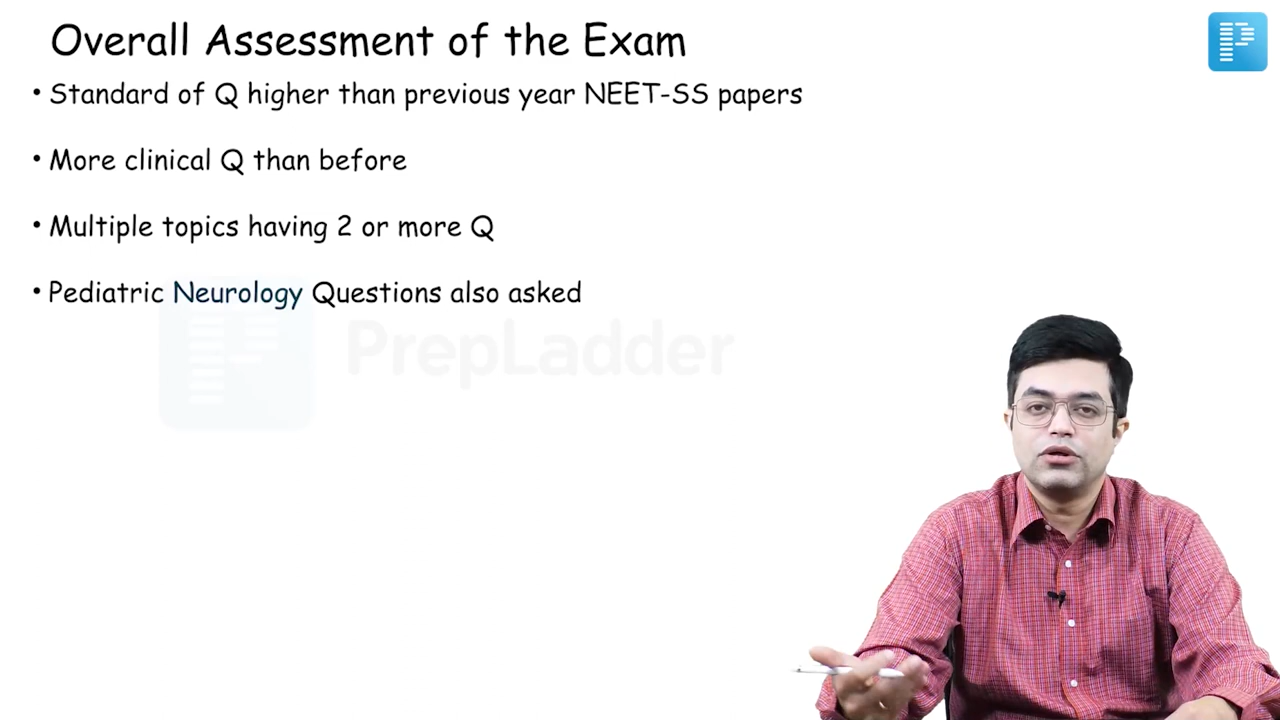 Overall Assessment of the Exam
• Standard of Q higher than previous year NEET-SS papers
• More clinical Q than before
• Multiple topics having 2 or more Q
• Pediatric Neurology Questions also asked
PrepLadder